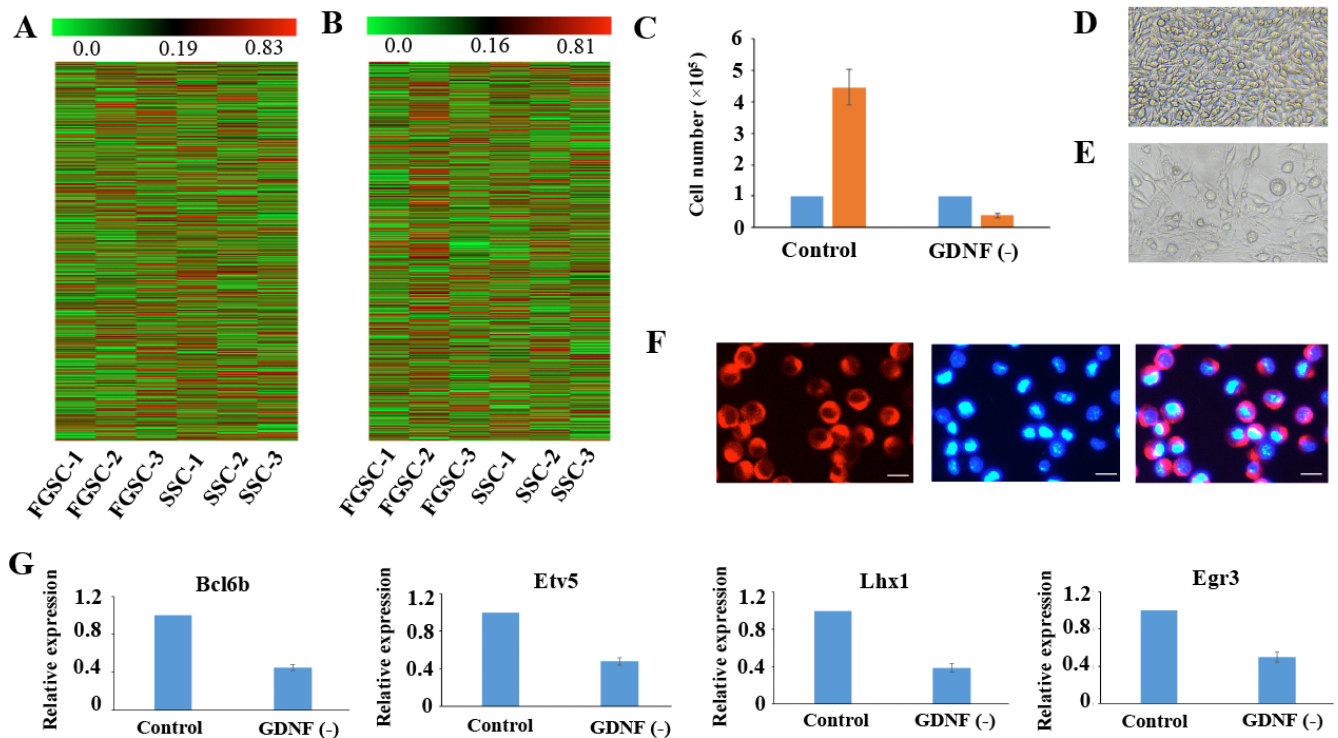 A
0.0 0.19 0.83
FGSC-1 FGSC-2 FGSC-3 SSC-1 SSC-2 SSC-3
B
0.0 0.16 0.81
FGSC-1 FGSC-2 FGSC-3 SSC-1 SSC-2 SSC-3
C
Cell number (×10⁵)
6
5
4
3
2
1
0
Control GDNF (-)
D
E
F
G
Bcl6b
Relative expression
1.2
0.8
0.4
0
Control GDNF (-)
Etv5
Relative expression
1.2
0.8
0.4
0
Control GDNF (-)
Lhx1
Relative expression
1.2
0.8
0.4
0
Control GDNF (-)
Egr3
Relative expression
1.2
0.8
0.4
0
Control GDNF (-)